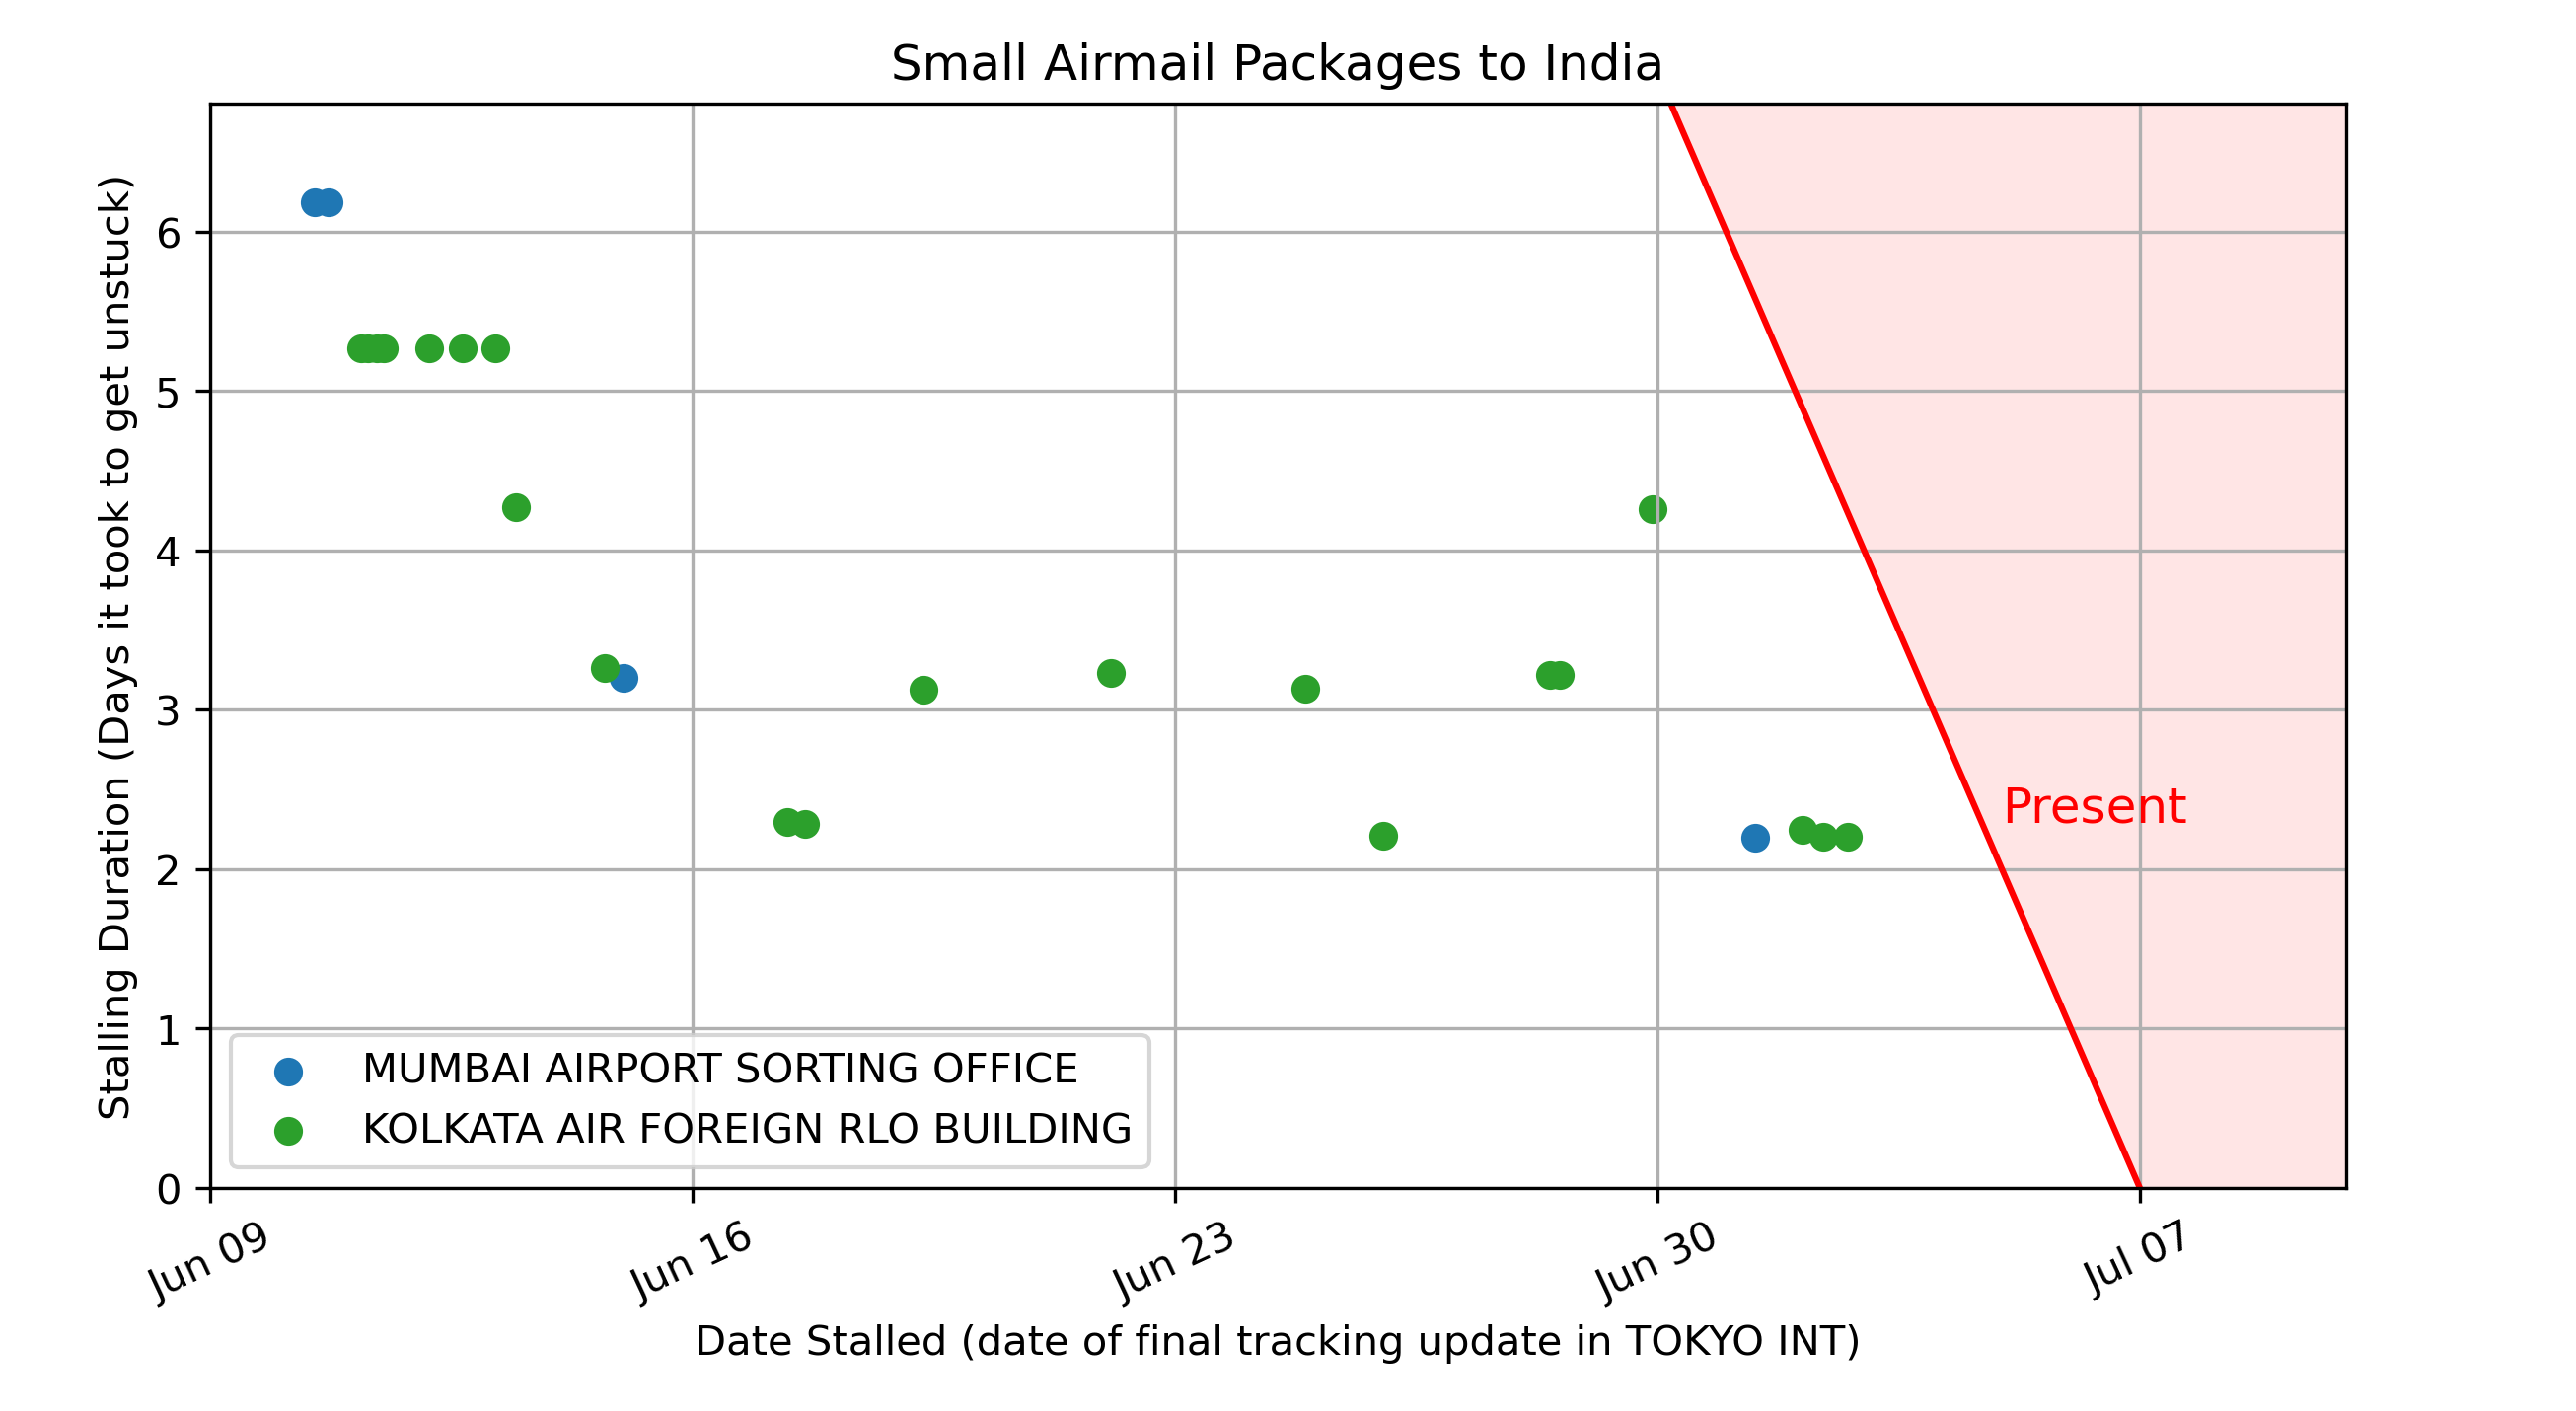 Small Airmail Packages to India
Stalling Duration (Days it took to get unstuck)
6
5
4
3
2
1
0
Present
MUMBAI AIRPORT SORTING OFFICE
KOLKATA AIR FOREIGN RLO BUILDING
Jun 09
Jun 16
Jun 23
Jun 30
Jul 07
Date Stalled (date of final tracking update in TOKYO INT)